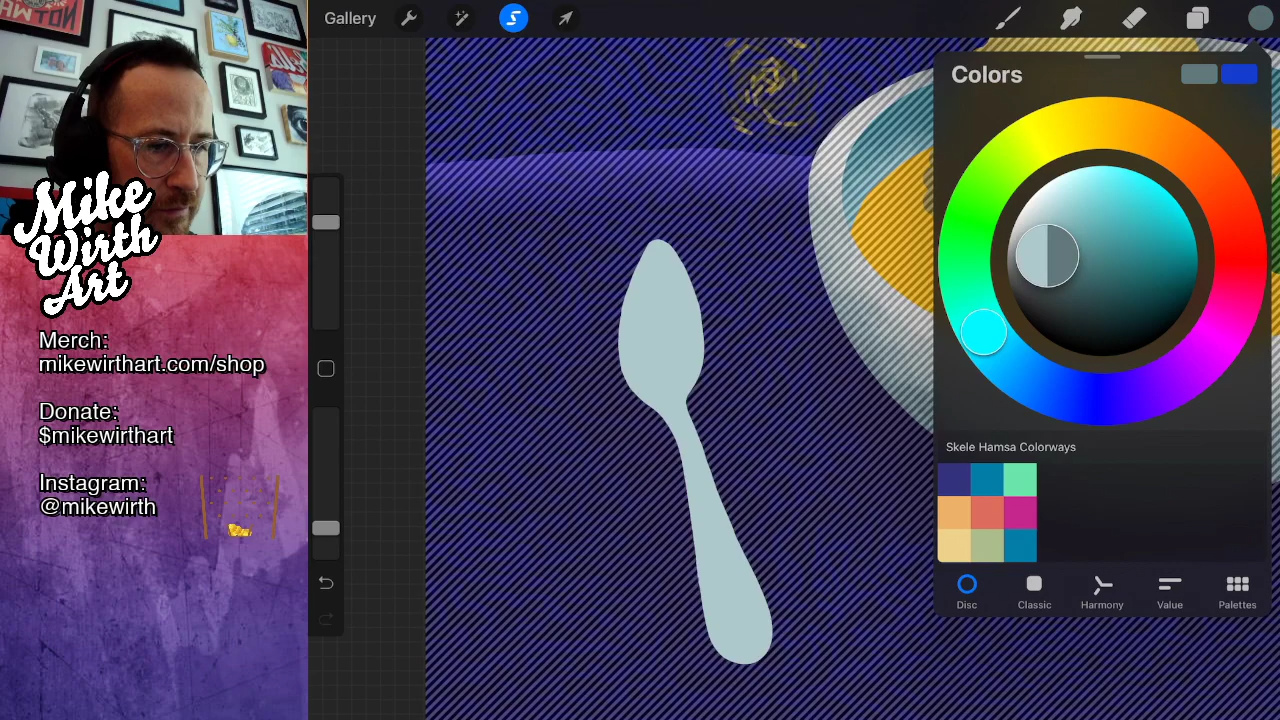 Gallery
Colors
Mike
Wirth
Art
Merch:
mikewirthart.com/shop
Donate:
$mikewirthart
Instagram:
@mikewirth
Skele Hamsa Colorways
Disc
Classic
Harmony
Value
Palettes